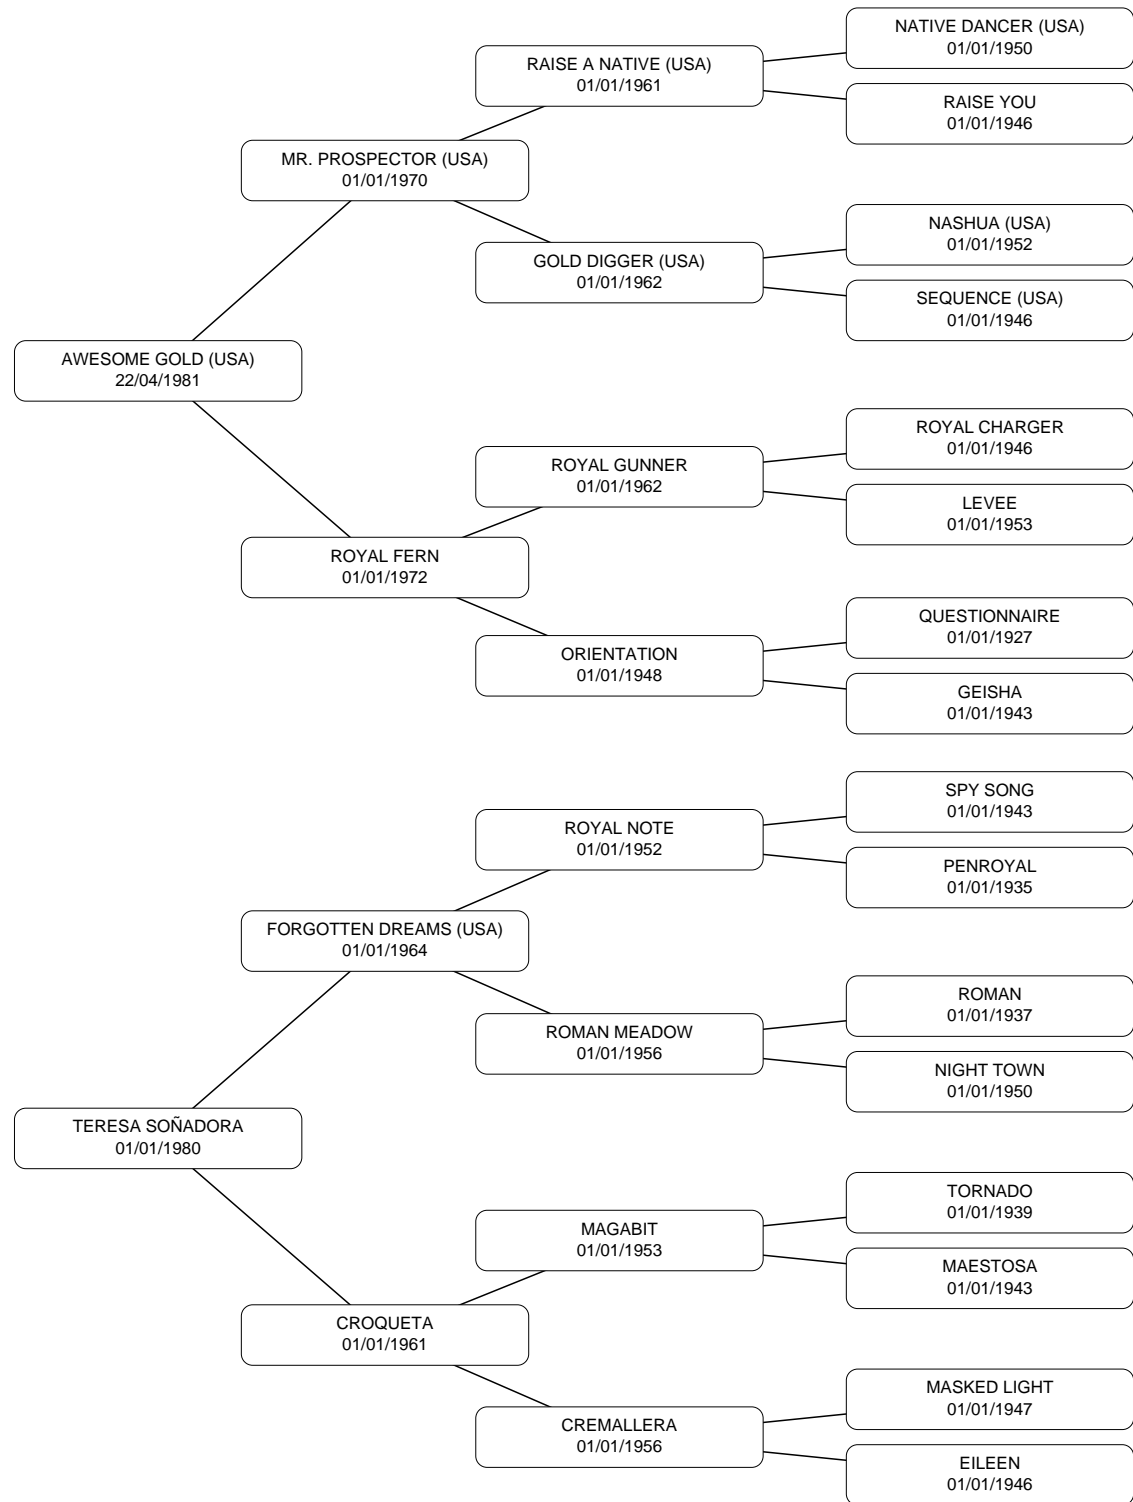 NATIVE DANCER (USA)
01/01/1950
RAISE A NATIVE (USA)
01/01/1961
RAISE YOU
01/01/1946
MR. PROSPECTOR (USA)
01/01/1970
NASHUA (USA)
01/01/1952
GOLD DIGGER (USA)
01/01/1962
SEQUENCE (USA)
01/01/1946
AWESOME GOLD (USA)
22/04/1981
ROYAL CHARGER
01/01/1946
ROYAL GUNNER
01/01/1962
LEVEE
01/01/1953
ROYAL FERN
01/01/1972
QUESTIONNAIRE
01/01/1927
ORIENTATION
01/01/1948
GEISHA
01/01/1943
SPY SONG
01/01/1943
ROYAL NOTE
01/01/1952
PENROYAL
01/01/1935
FORGOTTEN DREAMS (USA)
01/01/1964
ROMAN
01/01/1937
ROMAN MEADOW
01/01/1956
NIGHT TOWN
01/01/1950
TERESA SOÑADORA
01/01/1980
TORNADO
01/01/1939
MAGABIT
01/01/1953
MAESTOSA
01/01/1943
CROQUETA
01/01/1961
MASKED LIGHT
01/01/1947
CREMALLERA
01/01/1956
EILEEN
01/01/1946